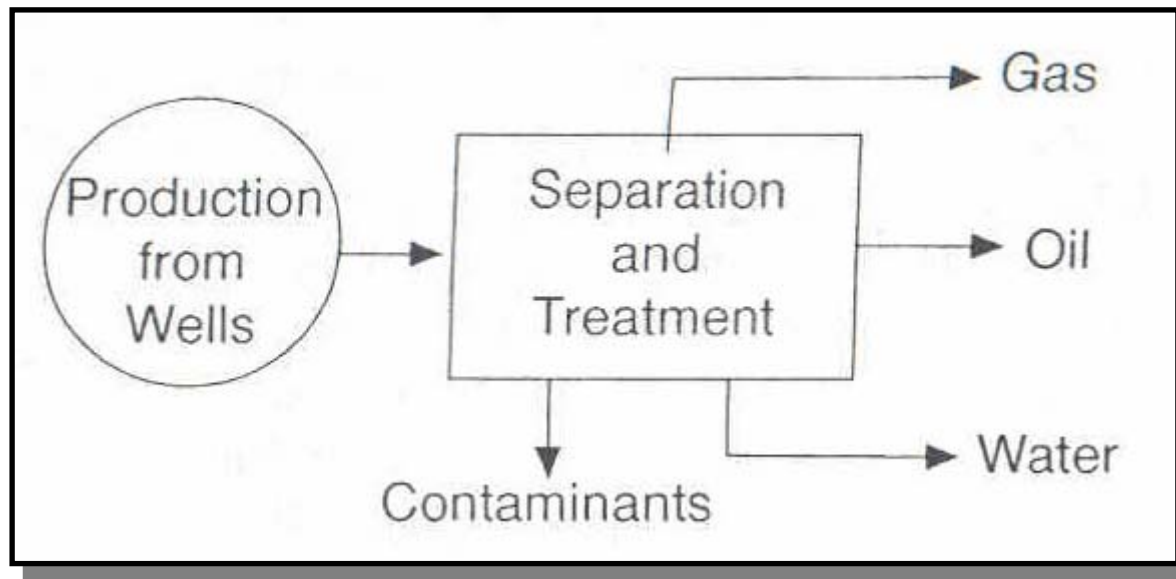 Production
from
Wells
Separation
and
Treatment
Gas
Oil
Water
Contaminants